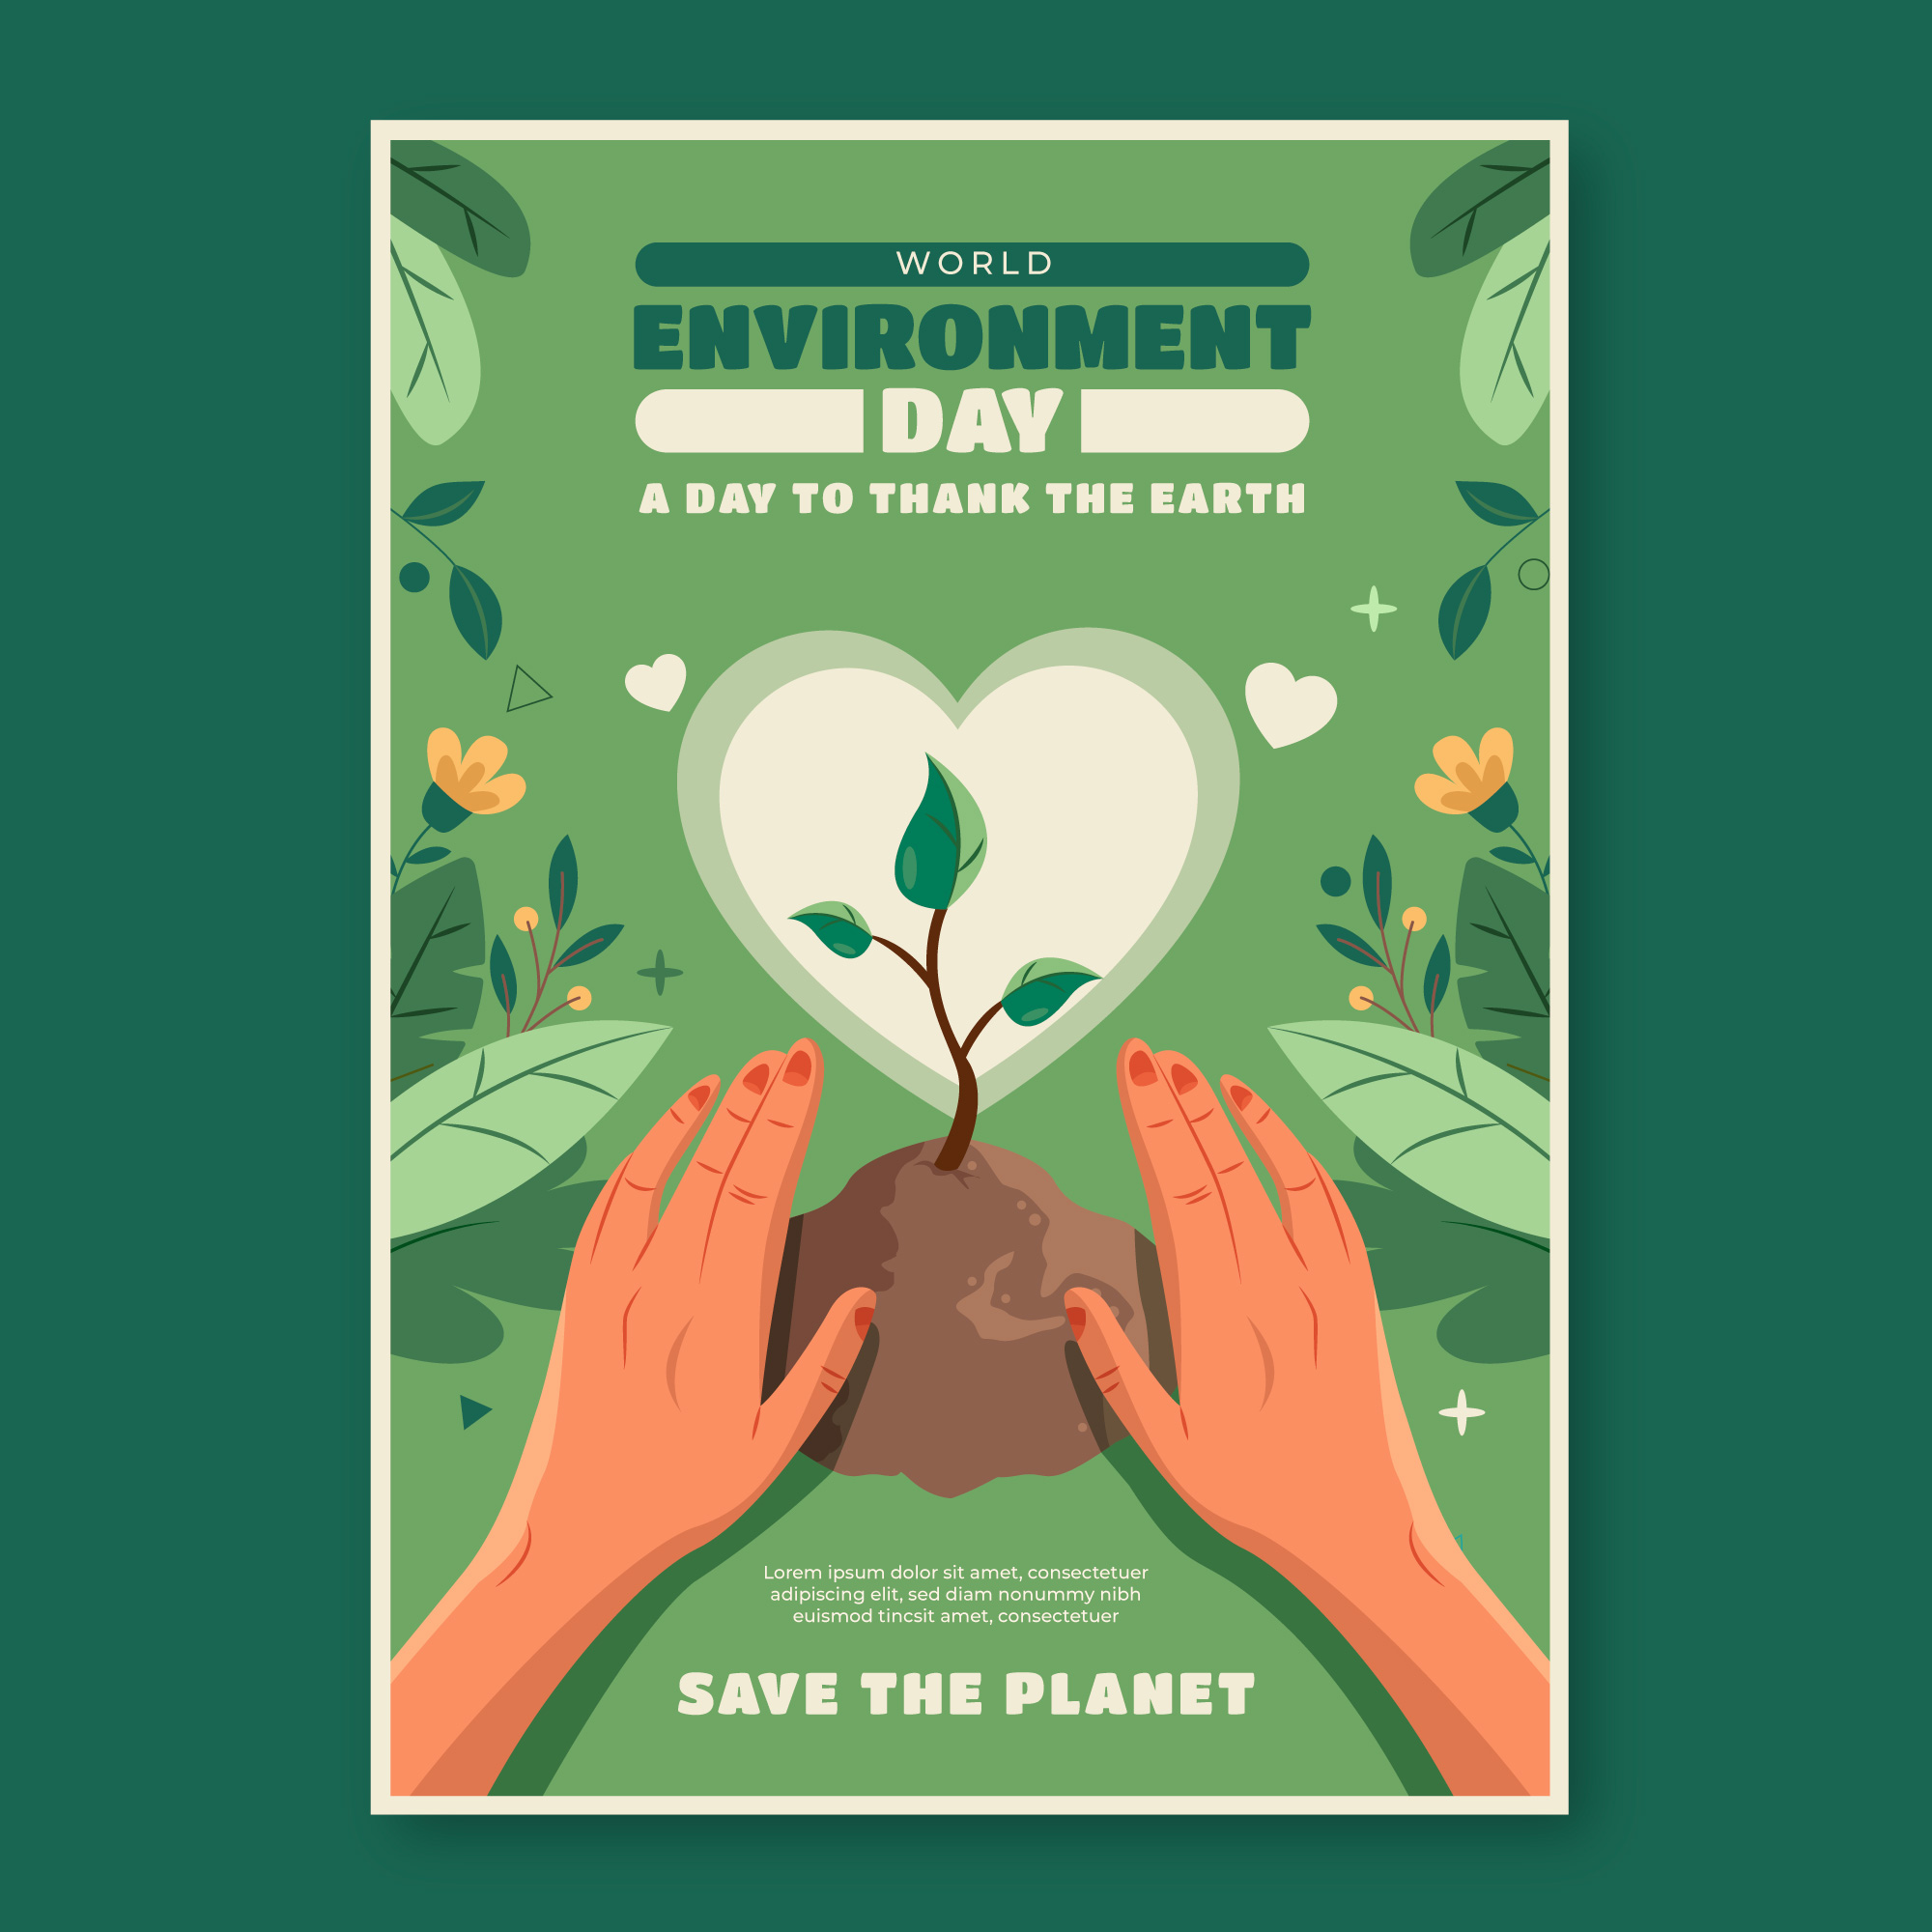 WORLD
ENVIRONMENT
DAY
A DAY TO THANK THE EARTH
Lorem ipsum dolor sit amet, consectetuer
adipiscing elit, sed diam nonummy nibh
euismod tincsit amet, consectetuer
SAVE THE PLANET